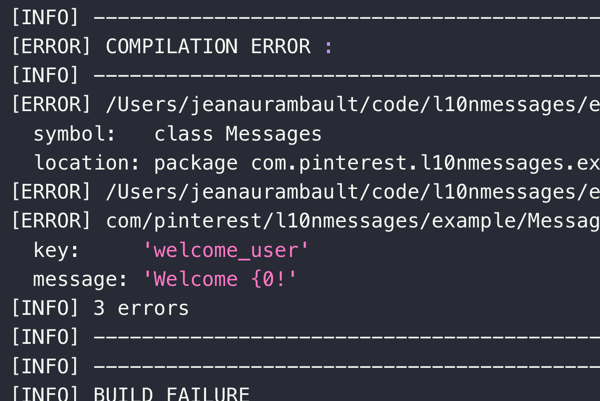 [INFO] -------------------------------------------
[ERROR] COMPILATION ERROR :
[INFO] -------------------------------------------
[ERROR] /Users/jeanaurambault/code/l10nmessages/e
symbol:   class Messages
location: package com.pinterest.l10nmessages.ex
[ERROR] /Users/jeanaurambault/code/l10nmessages/e
[ERROR] com/pinterest/l10nmessages/example/Messag
key:     'welcome_user'
message: 'Welcome {0!'
[INFO] 3 errors
[INFO] -------------------------------------------
[INFO] -------------------------------------------
[INFO] BUILD FAILURE